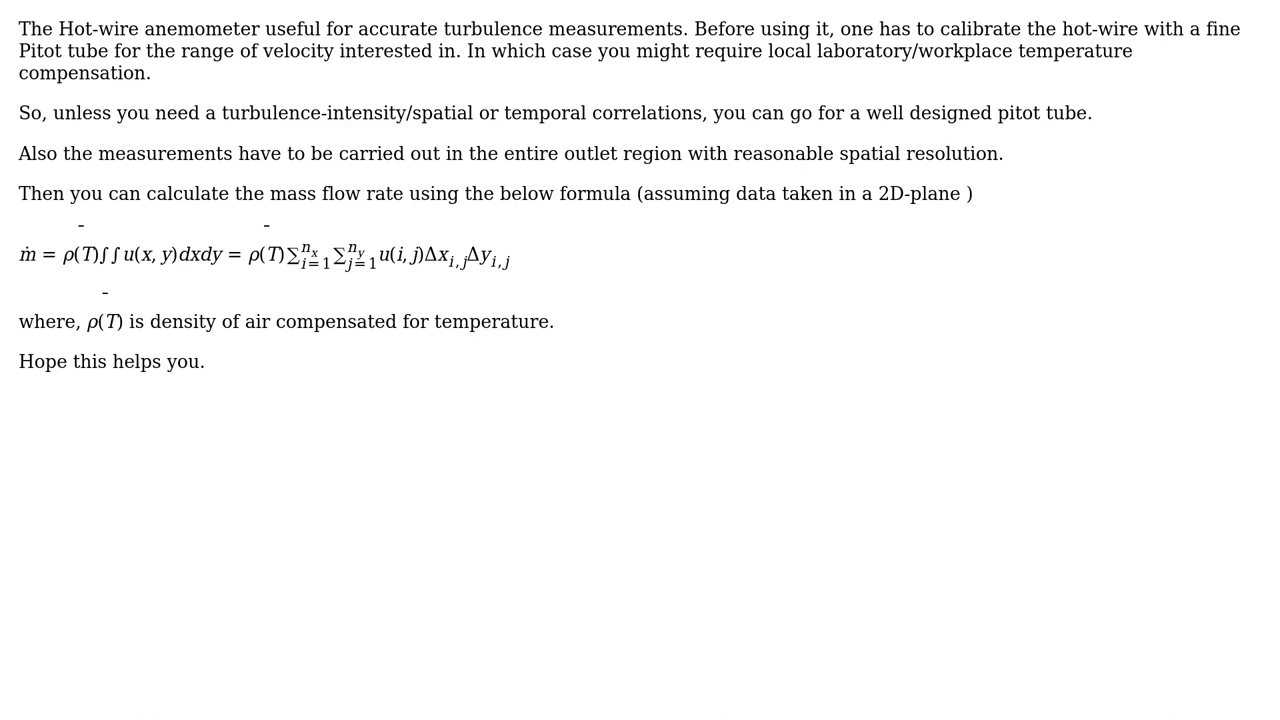 The Hot-wire anemometer useful for accurate turbulence measurements. Before using it, one has to calibrate the hot-wire with a fine
Pitot tube for the range of velocity interested in. In which case you might require local laboratory/workplace temperature
compensation.
So, unless you need a turbulence-intensity/spatial or temporal correlations, you can go for a well designed pitot tube.
Also the measurements have to be carried out in the entire outlet region with reasonable spatial resolution.
Then you can calculate the mass flow rate using the below formula (assuming data taken in a 2D-plane )
ṁ = ρ(T̄)∫∫u(x, y)dxdy = ρ(T̄)∑_{i=1}^{n_x}∑_{j=1}^{n_y}u(i, j)Δx_{i,j}Δy_{i,j}
where, ρ(T̄) is density of air compensated for temperature.
Hope this helps you.